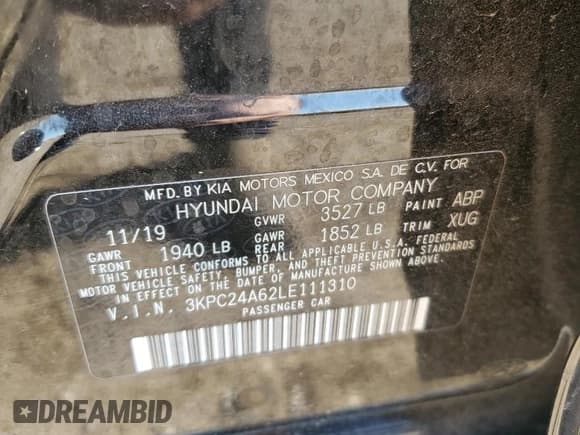 MFD. BY KIA MOTORS MEXICO S.A. DE C.V. FOR
HYUNDAI MOTOR COMPANY
11/19 GVWR 3527 LB PAINT ABP
GAWR FRONT 1940 LB GAWR REAR 1852 LB TRIM XUG
THIS VEHICLE CONFORMS TO ALL APPLICABLE U.S.A. FEDERAL
MOTOR VEHICLE SAFETY, BUMPER, AND THEFT PREVENTION STANDARDS
IN EFFECT ON THE DATE OF MANUFACTURE SHOWN ABOVE.
V.I.N. 3KPC24A62LE111310
PASSENGER CAR
DREAMBID